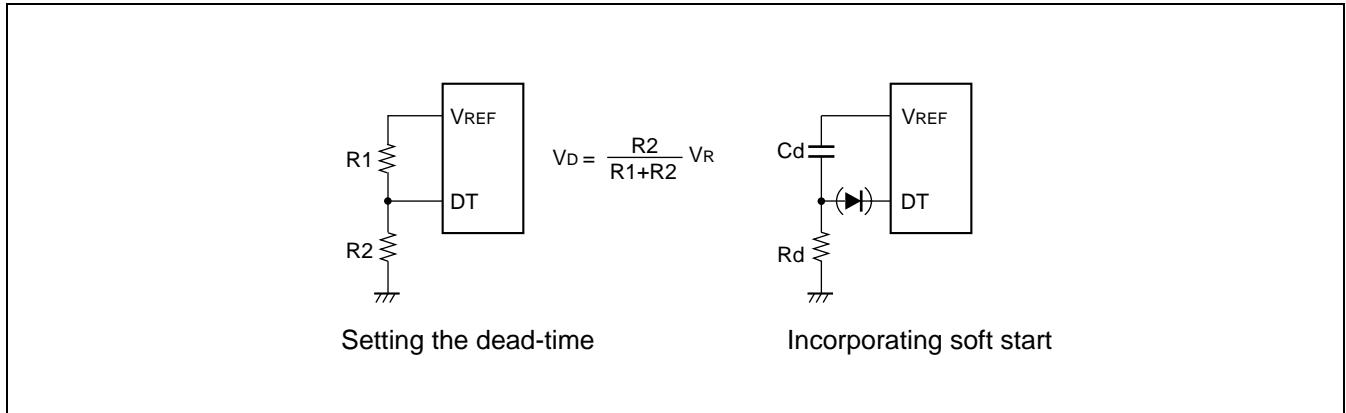 VREF
R1
DT
R2
VD = R2 / R1+R2 VR
Setting the dead-time
VREF
Cd
DT
Rd
Incorporating soft start